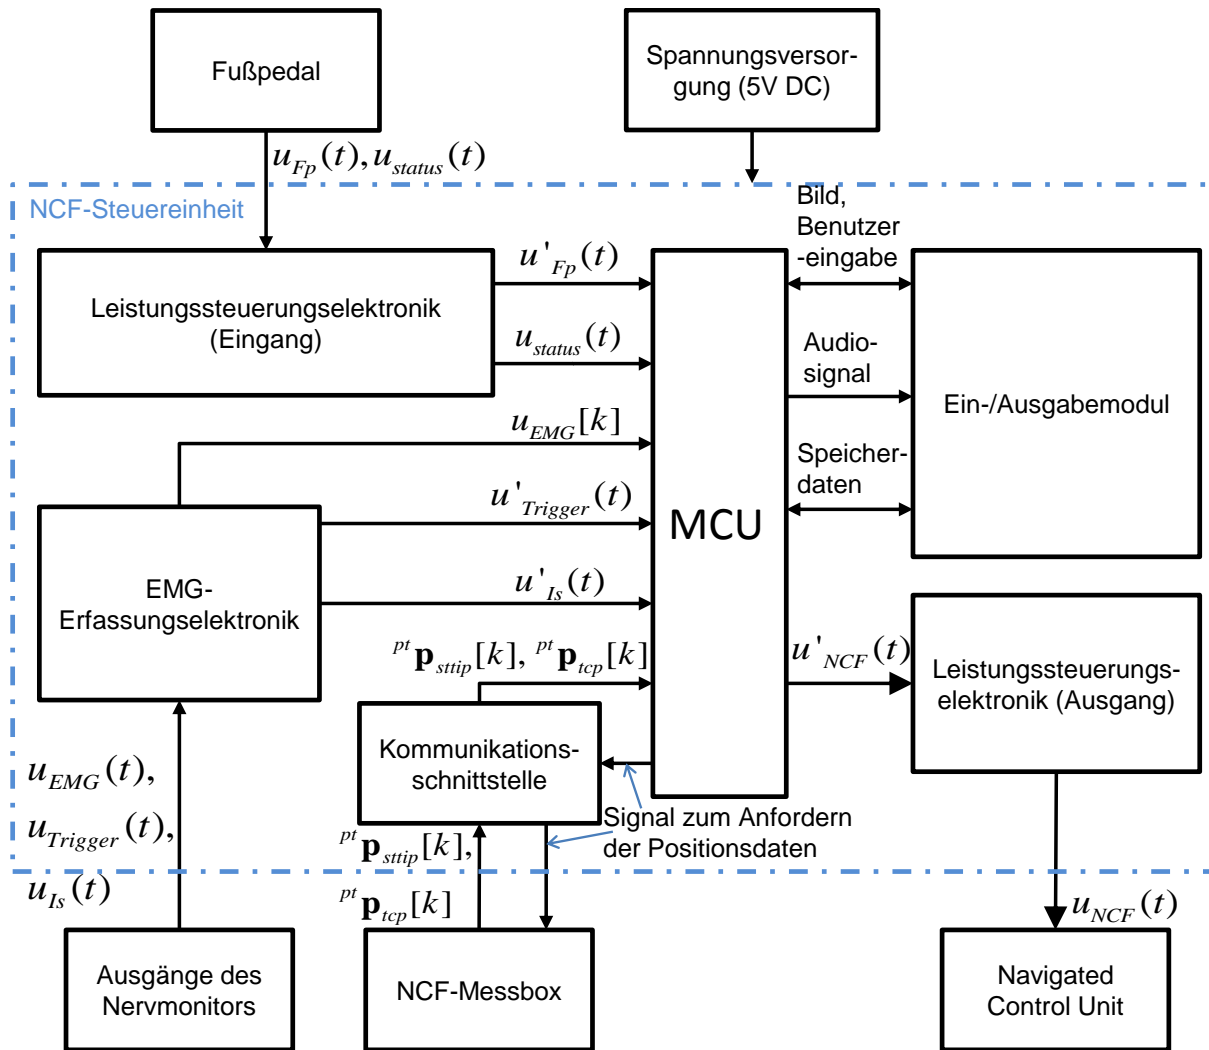 Fußpedal
Spannungsversor-
gung (5V DC)
u_Fp(t), u_status(t)
NCF-Steuereinheit
Bild,
Benutzer
-eingabe
Leistungssteuerungselektronik
(Eingang)
u'_Fp(t)
u_status(t)
Audio-
signal
Ein-/Ausgabemodul
u_EMG[k]
Speicher-
daten
u'_Trigger(t)
MCU
EMG-
Erfassungselektronik
u'_Is(t)
^pt p_sttip[k], ^pt p_tcp[k]
u'_NCF(t)
Leistungssteuerungs-
elektronik (Ausgang)
Kommunikations-
schnittstelle
u_EMG(t),
u_Trigger(t),
u_Is(t)
Signal zum Anfordern
der Positionsdaten
^pt p_sttip[k],
^pt p_tcp[k]
u_NCF(t)
Ausgänge des
Nervmonitors
NCF-Messbox
Navigated
Control Unit